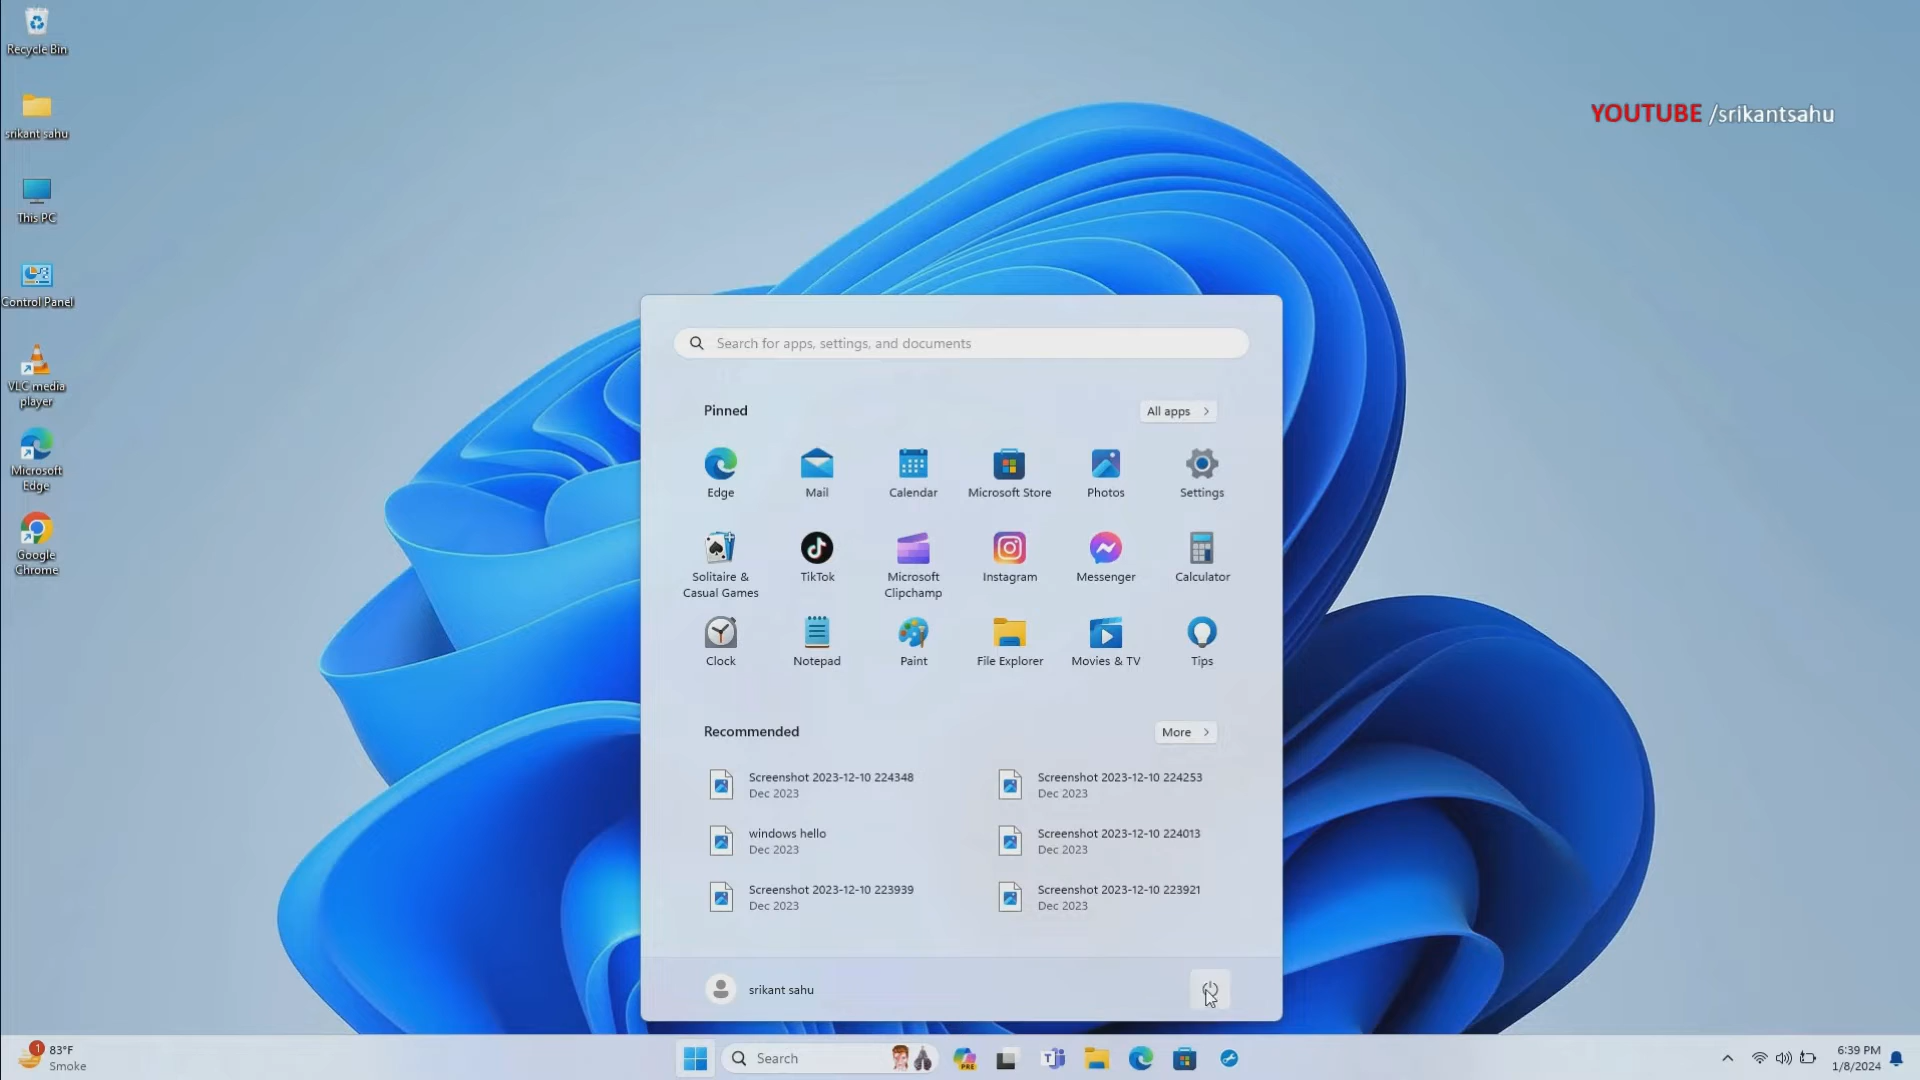 Recycle Bin
srikant sahu
This PC
Control Panel
VLC media
player
Microsoft
Edge
Google
Chrome
YOUTUBE /srikantsahu
Search for apps, settings, and documents
Pinned
All apps
Edge
Mail
Calendar
Microsoft Store
Photos
Settings
Solitaire &
Casual Games
TikTok
Microsoft
Clipchamp
Instagram
Messenger
Calculator
Clock
Notepad
Paint
File Explorer
Movies & TV
Tips
Recommended
More
Screenshot 2023-12-10 224348
Dec 2023
Screenshot 2023-12-10 224253
Dec 2023
windows hello
Dec 2023
Screenshot 2023-12-10 224013
Dec 2023
Screenshot 2023-12-10 223939
Dec 2023
Screenshot 2023-12-10 223921
Dec 2023
srikant sahu
1
83°F
Smoke
Search
PRE
6:39 PM
1/8/2024